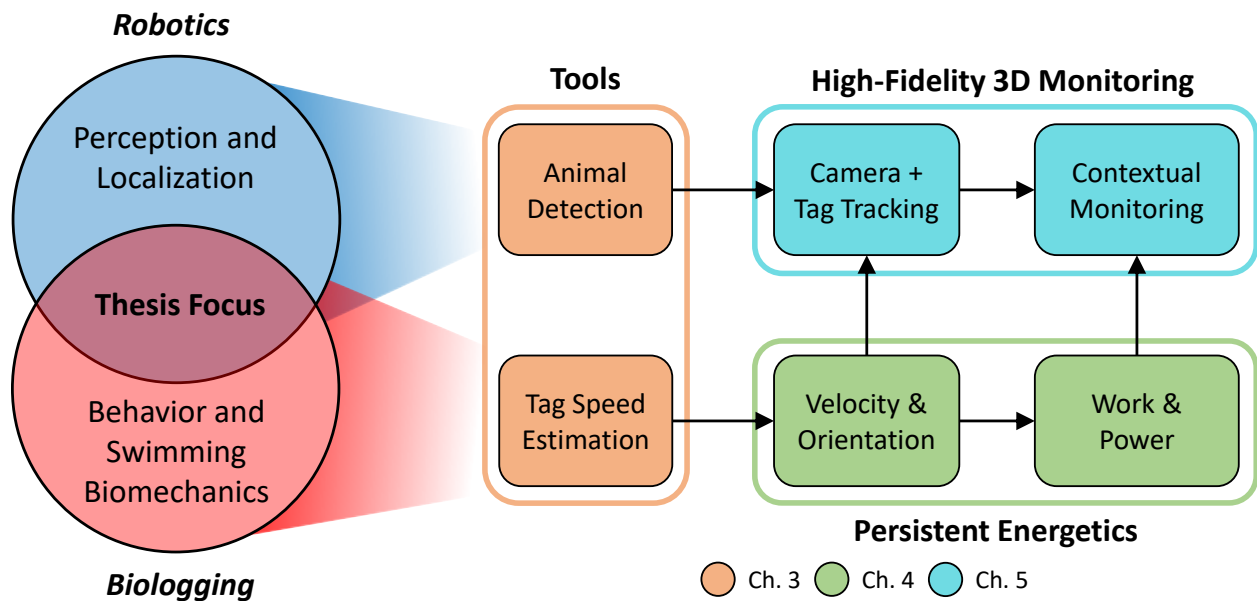 Robotics
Perception and
Localization
Thesis Focus
Behavior and
Swimming
Biomechanics
Biologging
Tools
Animal
Detection
Tag Speed
Estimation
High-Fidelity 3D Monitoring
Camera +
Tag Tracking
Contextual
Monitoring
Velocity &
Orientation
Work &
Power
Persistent Energetics
Ch. 3
Ch. 4
Ch. 5